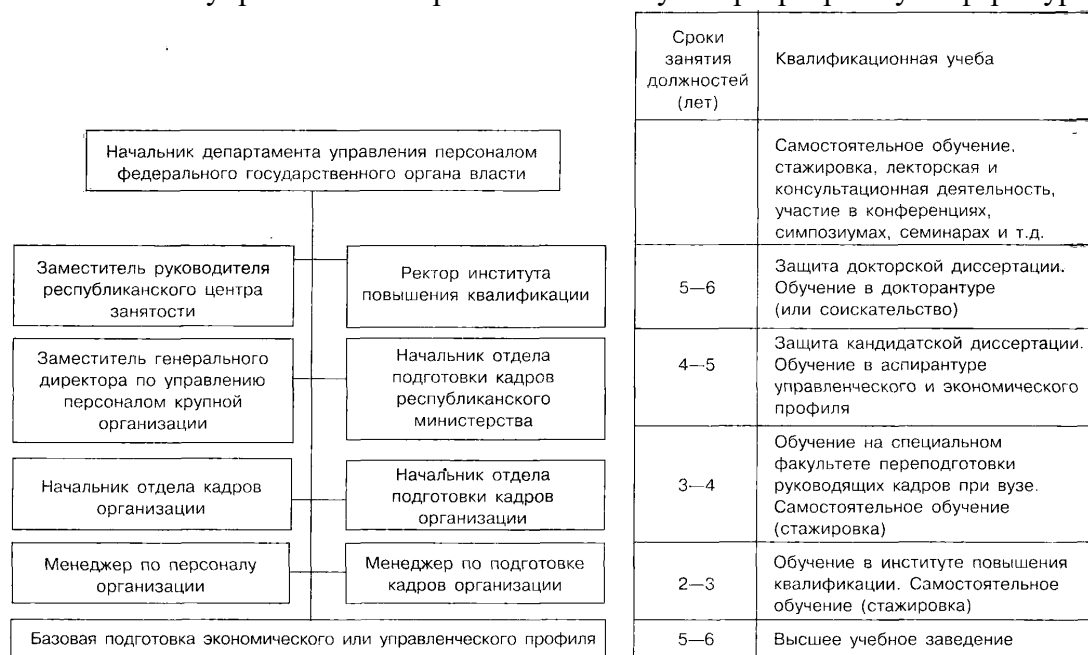 Сроки
занятия
должностей
(лет)
Квалификационная учеба
Начальник департамента управления персоналом
федерального государственного органа власти
Самостоятельное обучение,
стажировка, лекторская и
консультационная деятельность,
участие в конференциях,
симпозиумах, семинарах и т.д.
Заместитель руководителя
республиканского центра
занятости
Ректор института
повышения квалификации
5—6
Защита докторской диссертации.
Обучение в докторантуре
(или соискательство)
Заместитель генерального
директора по управлению
персоналом крупной
организации
Начальник отдела
подготовки кадров
республиканского
министерства
4—5
Защита кандидатской диссертации.
Обучение в аспирантуре
управленческого и экономического
профиля
Начальник отдела кадров
организации
Начальник отдела
подготовки кадров
организации
3—4
Обучение на специальном
факультете переподготовки
руководящих кадров при вузе.
Самостоятельное обучение
(стажировка)
Менеджер по персоналу
организации
Менеджер по подготовке
кадров организации
2—3
Обучение в институте повышения
квалификации. Самостоятельное
обучение (стажировка)
Базовая подготовка экономического или управленческого профиля
5—6
Высшее учебное заведение